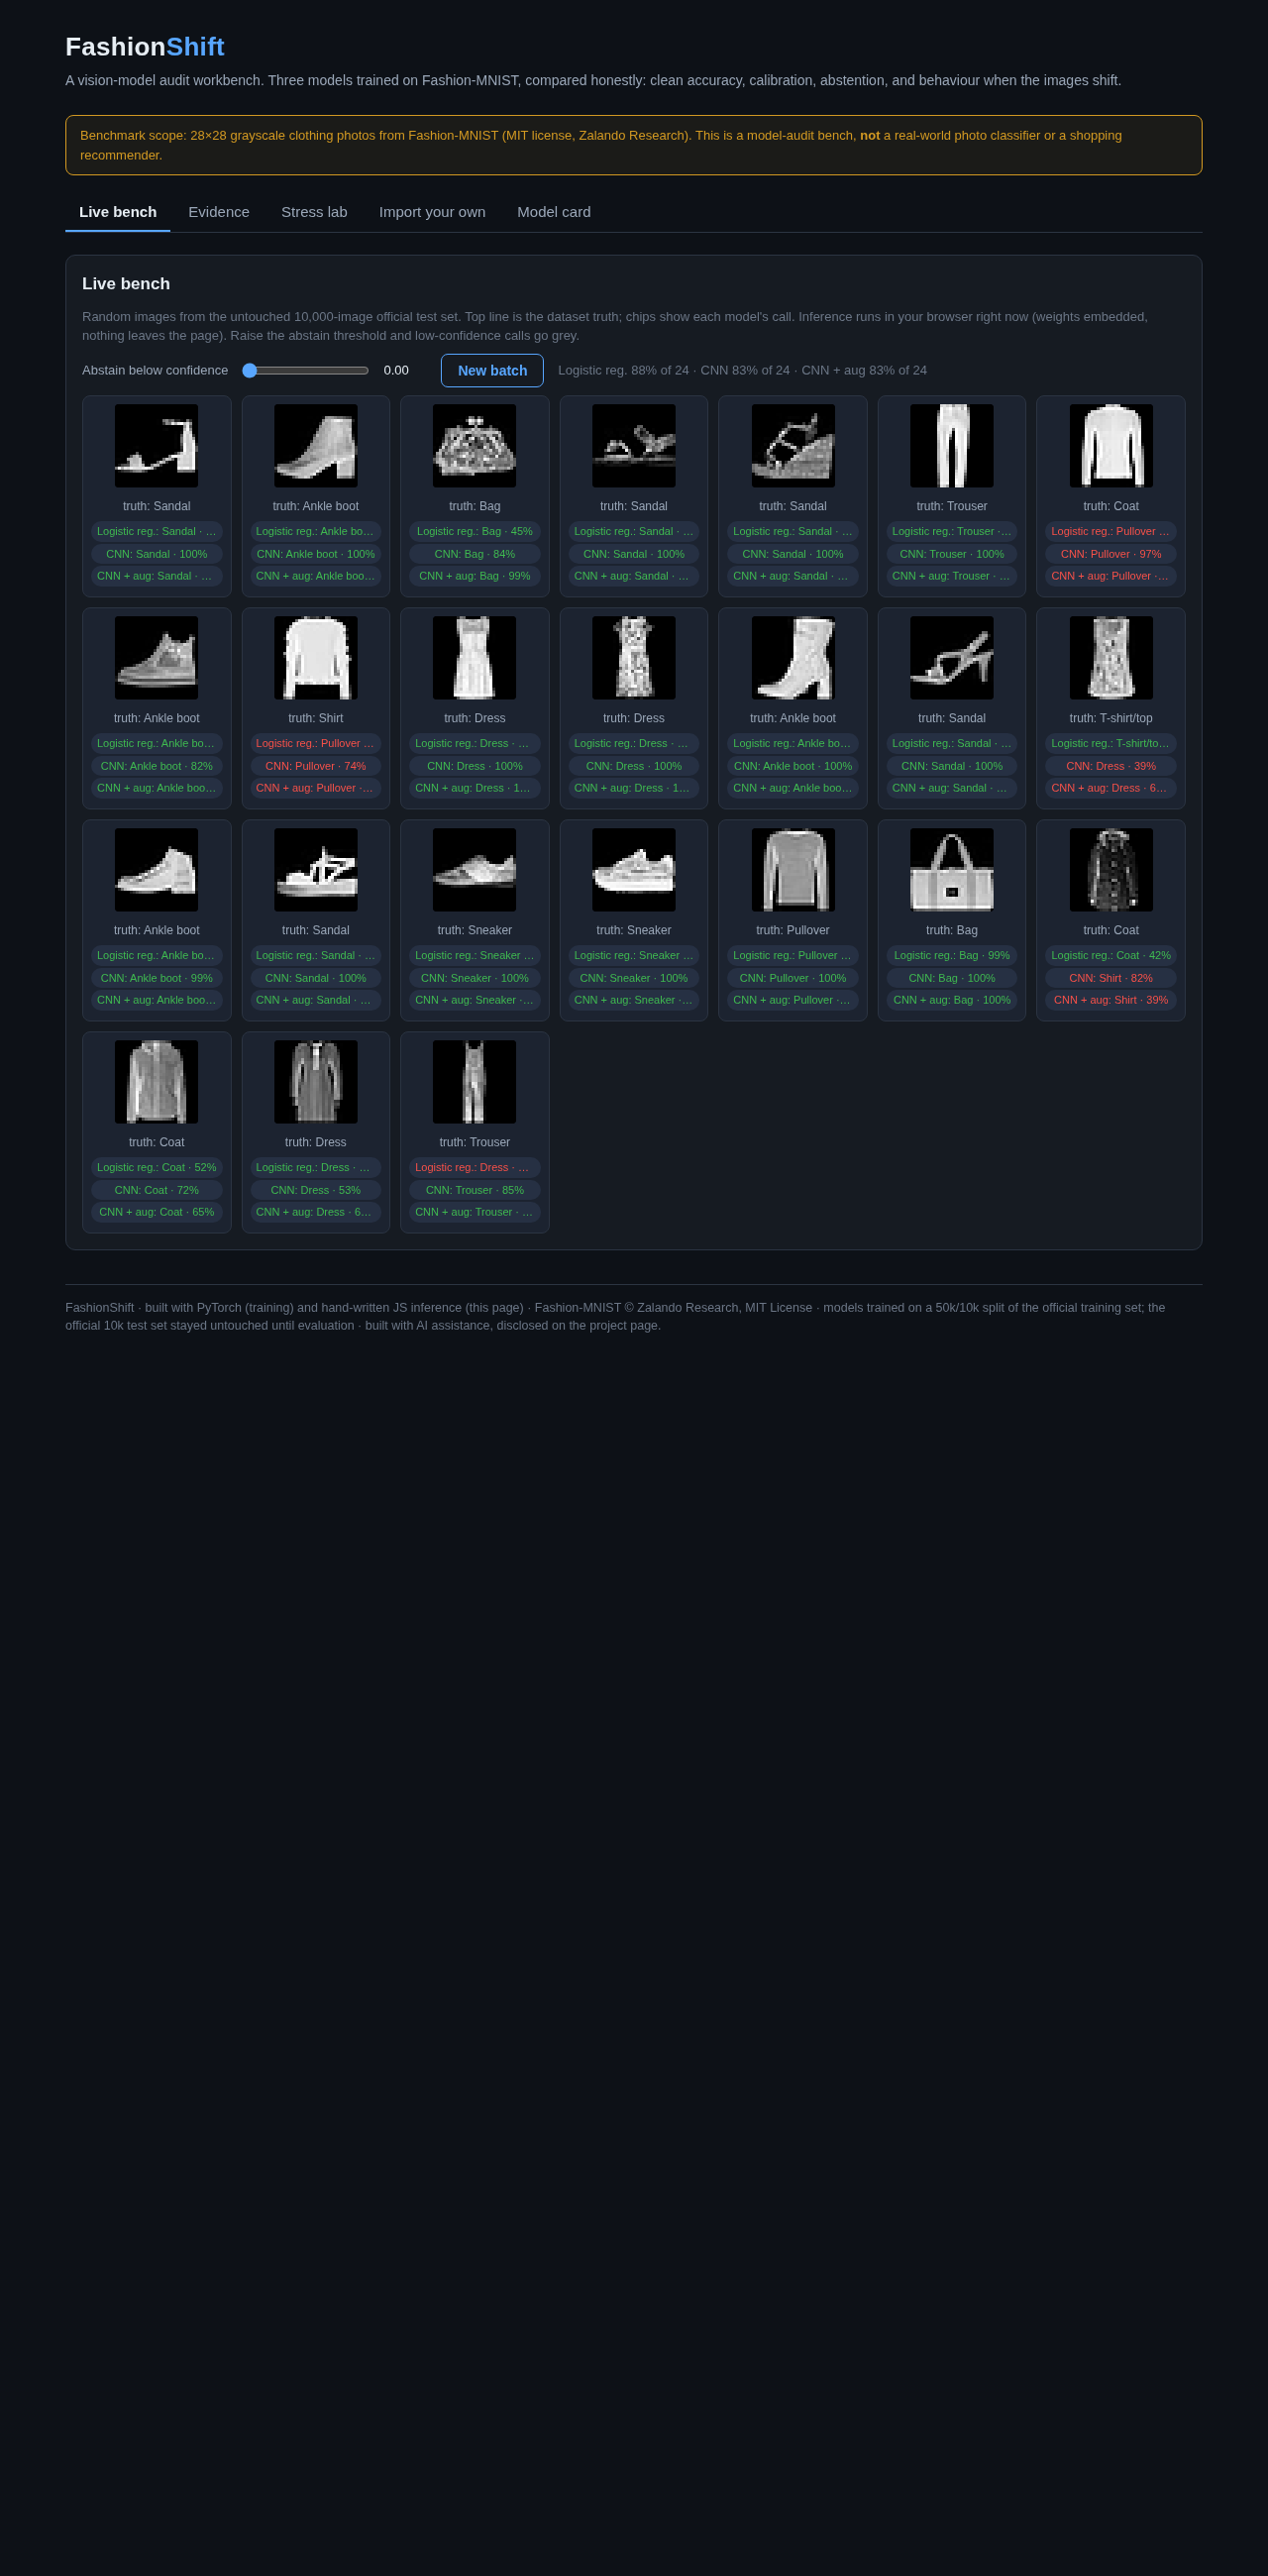 FashionShift
A vision-model audit workbench. Three models trained on Fashion-MNIST, compared honestly: clean accuracy, calibration, abstention, and behaviour when the images shift.
Benchmark scope: 28×28 grayscale clothing photos from Fashion-MNIST (MIT license, Zalando Research). This is a model-audit bench, not a real-world photo classifier or a shopping
recommender.
Live bench Evidence Stress lab Import your own Model card
Live bench
Random images from the untouched 10,000-image official test set. Top line is the dataset truth; chips show each model's call. Inference runs in your browser right now (weights embedded,
nothing leaves the page). Raise the abstain threshold and low-confidence calls go grey.
Abstain below confidence 0.00 New batch Logistic reg. 88% of 24 · CNN 83% of 24 · CNN + aug 83% of 24
truth: Sandal truth: Ankle boot truth: Bag truth: Sandal truth: Sandal truth: Trouser truth: Coat
Logistic reg.: Sandal · … Logistic reg.: Ankle bo… Logistic reg.: Bag · 45% Logistic reg.: Sandal · … Logistic reg.: Sandal · … Logistic reg.: Trouser ·… Logistic reg.: Pullover …
CNN: Sandal · 100% CNN: Ankle boot · 100% CNN: Bag · 84% CNN: Sandal · 100% CNN: Sandal · 100% CNN: Trouser · 100% CNN: Pullover · 97%
CNN + aug: Sandal · … CNN + aug: Ankle boo… CNN + aug: Bag · 99% CNN + aug: Sandal · … CNN + aug: Sandal · … CNN + aug: Trouser · … CNN + aug: Pullover ·…
truth: Ankle boot truth: Shirt truth: Dress truth: Dress truth: Ankle boot truth: Sandal truth: T-shirt/top
Logistic reg.: Ankle bo… Logistic reg.: Pullover … Logistic reg.: Dress · … Logistic reg.: Dress · … Logistic reg.: Ankle bo… Logistic reg.: Sandal · … Logistic reg.: T-shirt/to…
CNN: Ankle boot · 82% CNN: Pullover · 74% CNN: Dress · 100% CNN: Dress · 100% CNN: Ankle boot · 100% CNN: Sandal · 100% CNN: Dress · 39%
CNN + aug: Ankle boo… CNN + aug: Pullover ·… CNN + aug: Dress · 1… CNN + aug: Dress · 1… CNN + aug: Ankle boo… CNN + aug: Sandal · … CNN + aug: Dress · 6…
truth: Ankle boot truth: Sandal truth: Sneaker truth: Sneaker truth: Pullover truth: Bag truth: Coat
Logistic reg.: Ankle bo… Logistic reg.: Sandal · … Logistic reg.: Sneaker … Logistic reg.: Sneaker … Logistic reg.: Pullover … Logistic reg.: Bag · 99% Logistic reg.: Coat · 42%
CNN: Ankle boot · 99% CNN: Sandal · 100% CNN: Sneaker · 100% CNN: Sneaker · 100% CNN: Pullover · 100% CNN: Bag · 100% CNN: Shirt · 82%
CNN + aug: Ankle boo… CNN + aug: Sandal · … CNN + aug: Sneaker ·… CNN + aug: Sneaker ·… CNN + aug: Pullover ·… CNN + aug: Bag · 100% CNN + aug: Shirt · 39%
truth: Coat truth: Dress truth: Trouser
Logistic reg.: Coat · 52% Logistic reg.: Dress · … Logistic reg.: Dress · …
CNN: Coat · 72% CNN: Dress · 53% CNN: Trouser · 85%
CNN + aug: Coat · 65% CNN + aug: Dress · 6… CNN + aug: Trouser · …
FashionShift · built with PyTorch (training) and hand-written JS inference (this page) · Fashion-MNIST © Zalando Research, MIT License · models trained on a 50k/10k split of the official training set; the
official 10k test set stayed untouched until evaluation · built with AI assistance, disclosed on the project page.